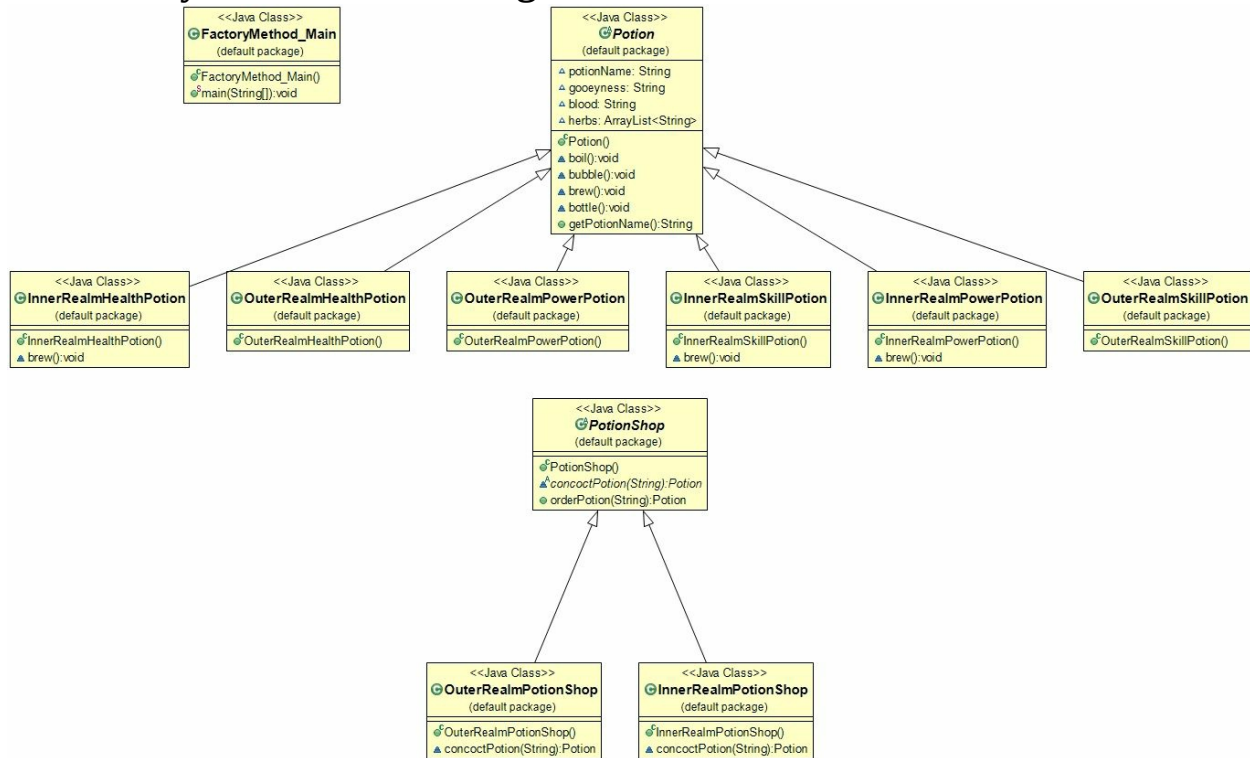 <<Java Class>>
FactoryMethod_Main
(default package)
FactoryMethod_Main()
main(String[]):void
<<Java Class>>
Potion
(default package)
potionName: String
gooeyness: String
blood: String
herbs: ArrayList<String>
Potion()
boil():void
bubble():void
brew():void
bottle():void
getPotionName():String
<<Java Class>>
InnerRealmHealthPotion
(default package)
InnerRealmHealthPotion()
brew():void
<<Java Class>>
OuterRealmHealthPotion
(default package)
OuterRealmHealthPotion()
<<Java Class>>
OuterRealmPowerPotion
(default package)
OuterRealmPowerPotion()
<<Java Class>>
InnerRealmSkillPotion
(default package)
InnerRealmSkillPotion()
brew():void
<<Java Class>>
InnerRealmPowerPotion
(default package)
InnerRealmPowerPotion()
brew():void
<<Java Class>>
OuterRealmSkillPotion
(default package)
OuterRealmSkillPotion()
<<Java Class>>
PotionShop
(default package)
PotionShop()
concoctPotion(String):Potion
orderPotion(String):Potion
<<Java Class>>
OuterRealmPotionShop
(default package)
OuterRealmPotionShop()
concoctPotion(String):Potion
<<Java Class>>
InnerRealmPotionShop
(default package)
InnerRealmPotionShop()
concoctPotion(String):Potion